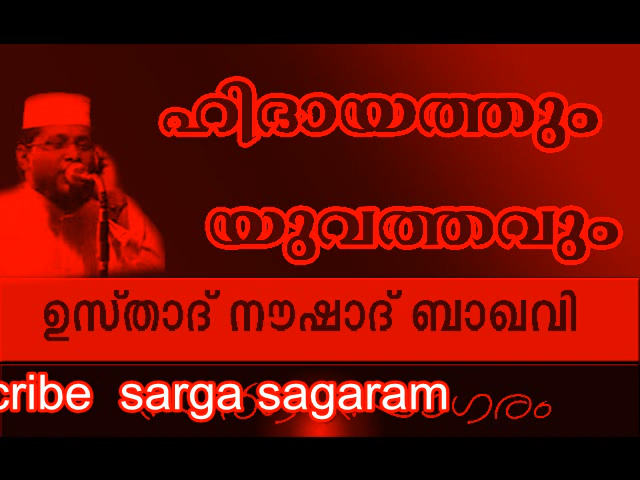 ഹിദായത്തും
യുവത്തവും
ഉസ്താദ് നൗഷാദ് ബാഖവി
cribe sarga sagaram